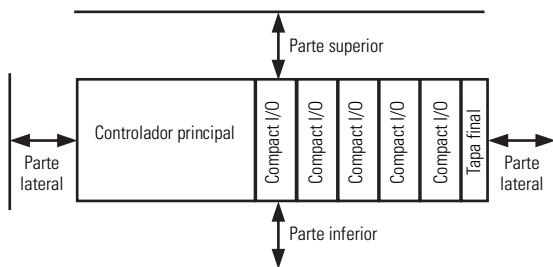 Parte superior
Controlador principal
Compact I/O
Compact I/O
Compact I/O
Compact I/O
Compact I/O
Tapa final
Parte
lateral
Parte
lateral
Parte inferior